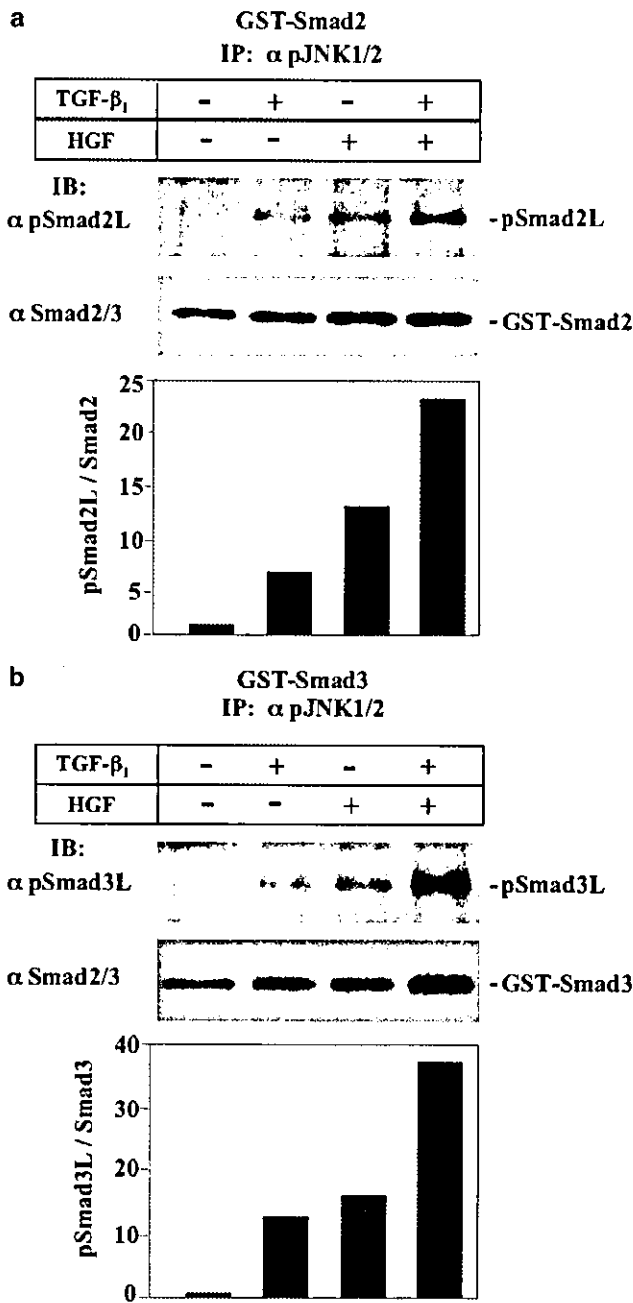 a
GST-Smad2
IP: α pJNK1/2
TGF-β1 - + - +
HGF - - + +
IB:
α pSmad2L
-pSmad2L
α Smad2/3
-GST-Smad2
pSmad2L / Smad2
25
20
15
10
5
0
b
GST-Smad3
IP: α pJNK1/2
TGF-β1 - + - +
HGF - - + +
IB:
α pSmad3L
-pSmad3L
α Smad2/3
-GST-Smad3
pSmad3L / Smad3
40
30
20
10
0